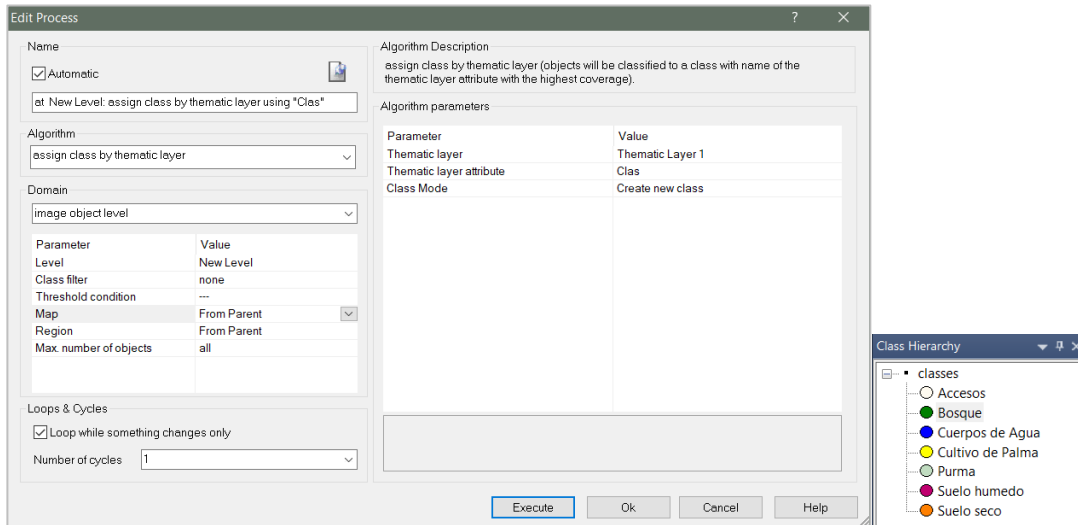 Edit Process
? ×
Name
Automatic
at New Level: assign class by thematic layer using "Clas"
Algorithm
assign class by thematic layer
Domain
image object level
Parameter Value
Level New Level
Class filter none
Threshold condition ---
Map From Parent
Region From Parent
Max. number of objects all
Loops & Cycles
Loop while something changes only
Number of cycles 1
Algorithm Description
assign class by thematic layer (objects will be classified to a class with name of the
thematic layer attribute with the highest coverage).
Algorithm parameters
Parameter Value
Thematic layer Thematic Layer 1
Thematic layer attribute Clas
Class Mode Create new class
Execute Ok Cancel Help
Class Hierarchy
classes
Accesos
Bosque
Cuerpos de Agua
Cultivo de Palma
Purma
Suelo humedo
Suelo seco